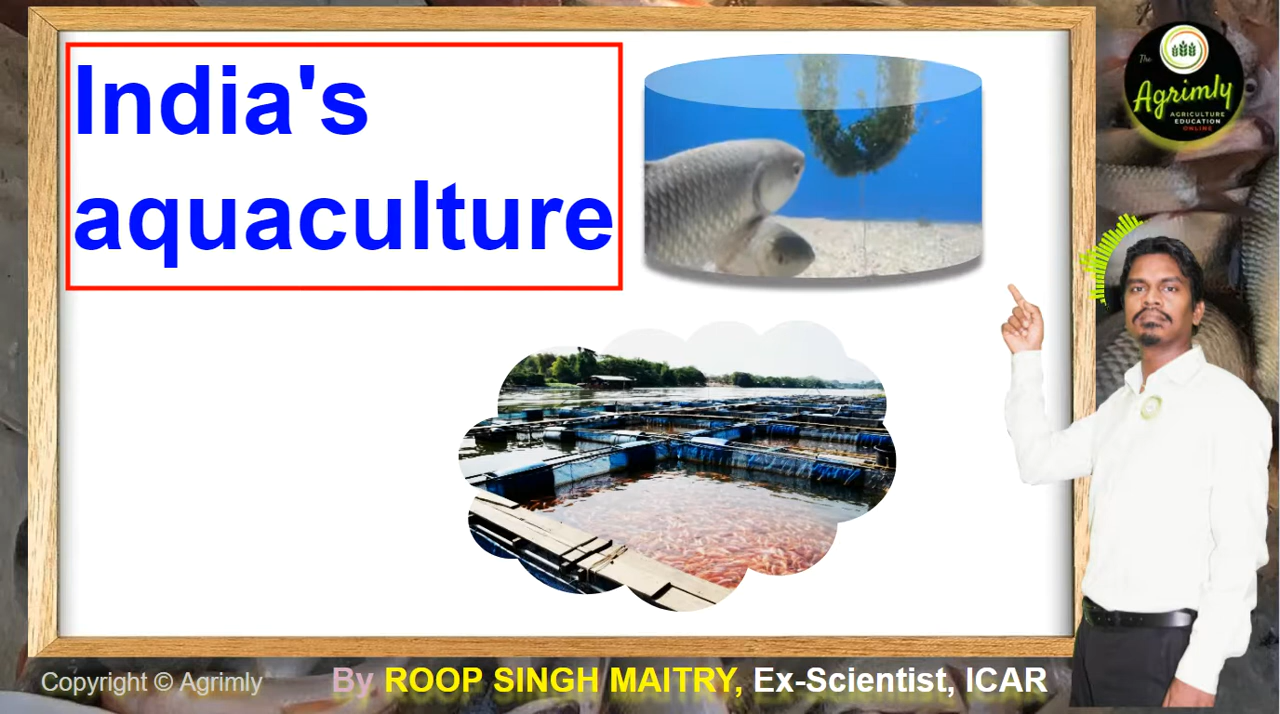 India's
aquaculture
The
Agrimly
AGRICULTURE
EDUCATION
ONLINE
Copyright © Agrimly
By ROOP SINGH MAITRY, Ex-Scientist, ICAR